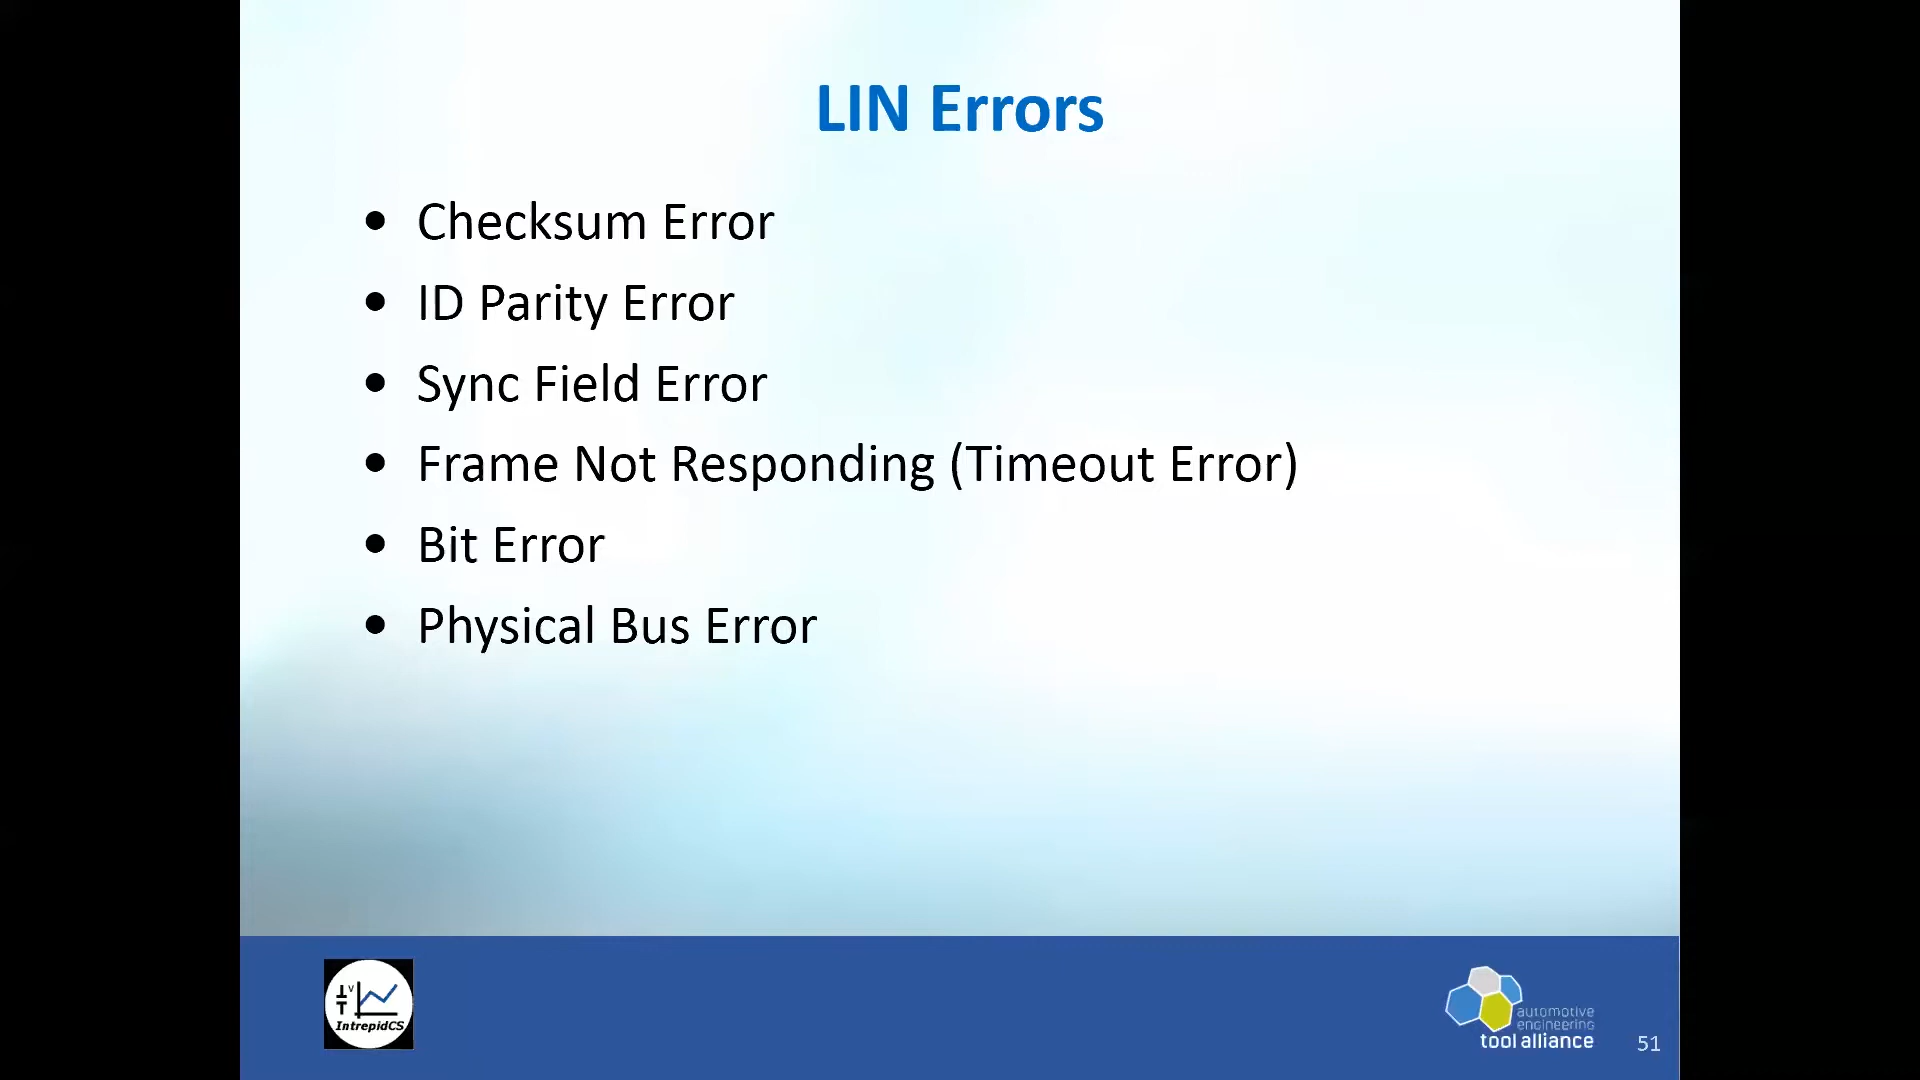 LIN Errors
• Checksum Error
• ID Parity Error
• Sync Field Error
• Frame Not Responding (Timeout Error)
• Bit Error
• Physical Bus Error
V
IntrepidCS
automotive
engineering
tool alliance
51